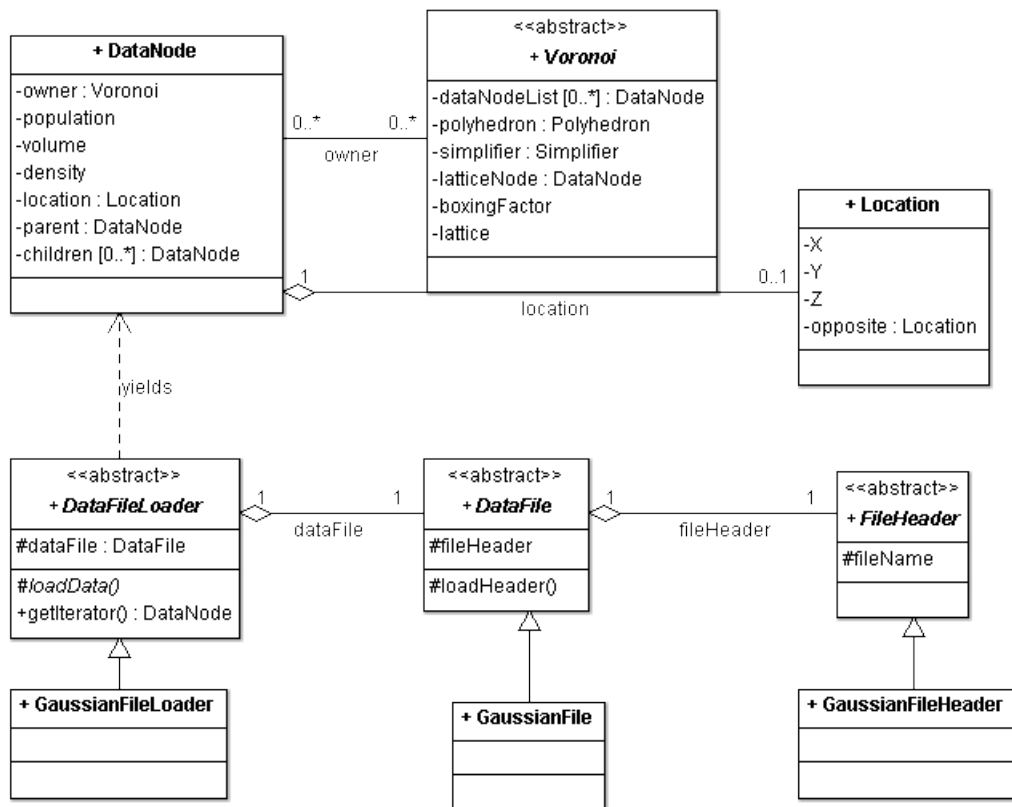 + DataNode
-owner : Voronoi
-population
-volume
-density
-location : Location
-parent : DataNode
-children [0..*] : DataNode
0..*
0..*
owner
<<abstract>>
+ Voronoi
-dataNodeList [0..*] : DataNode
-polyhedron : Polyhedron
-simplifier : Simplifier
-latticeNode : DataNode
-boxingFactor
-lattice
1
0..1
location
+ Location
-X
-Y
-Z
-opposite : Location
yields
<<abstract>>
+ DataFileLoader
#dataFile : DataFile
#loadData()
+getIterator() : DataNode
1
1
dataFile
<<abstract>>
+ DataFile
#fileHeader
#loadHeader()
1
1
fileHeader
<<abstract>>
+ FileHeader
#fileName
+ GaussianFileLoader
+ GaussianFile
+ GaussianFileHeader